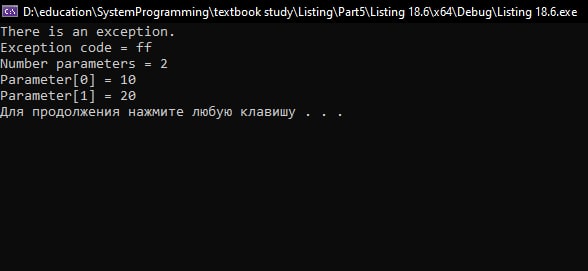 D:\education\SystemProgramming\textbook study\Listing\Part5\Listing 18.6\x64\Debug\Listing 18.6.exe
There is an exception.
Exception code = ff
Number parameters = 2
Parameter[0] = 10
Parameter[1] = 20
Для продолжения нажмите любую клавишу . . .